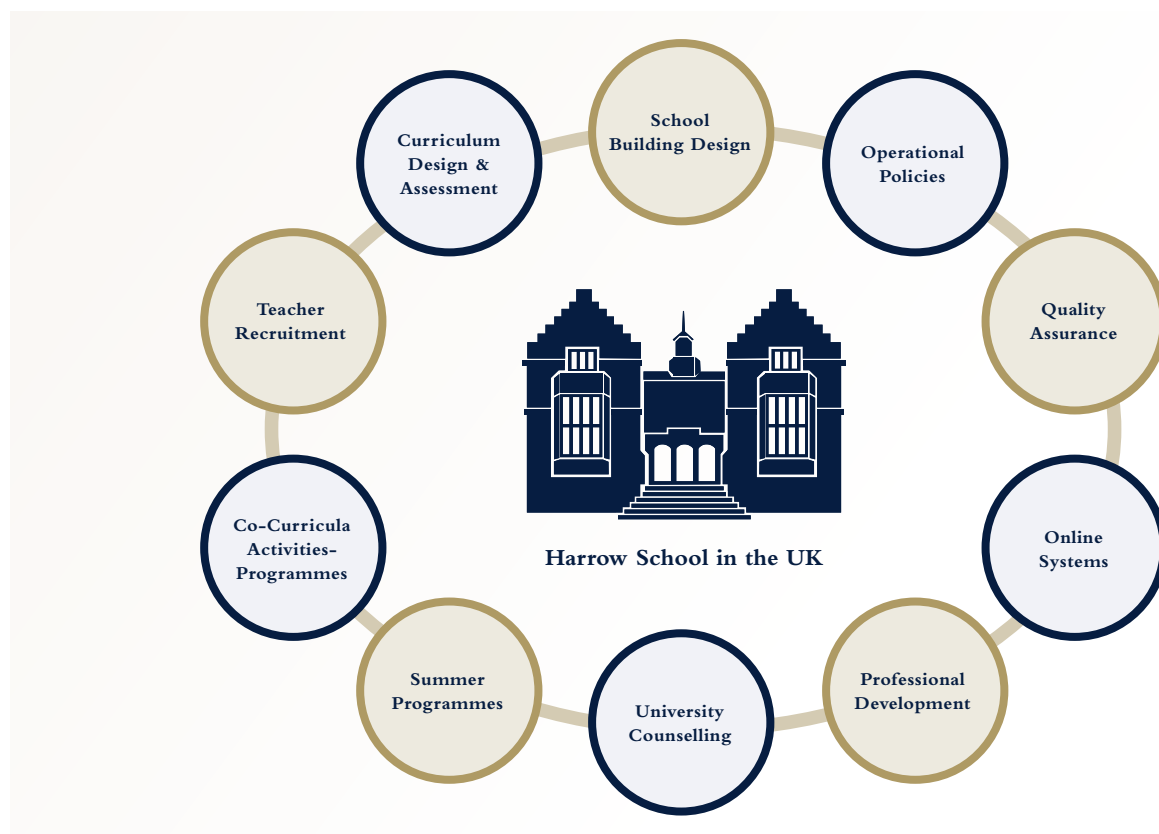 School
Building Design
Curriculum
Design &
Assessment
Operational
Policies
Teacher
Recruitment
Quality
Assurance
Co-Curricula
Activities-
Programmes
Online
Systems
Harrow School in the UK
Summer
Programmes
Professional
Development
University
Counselling